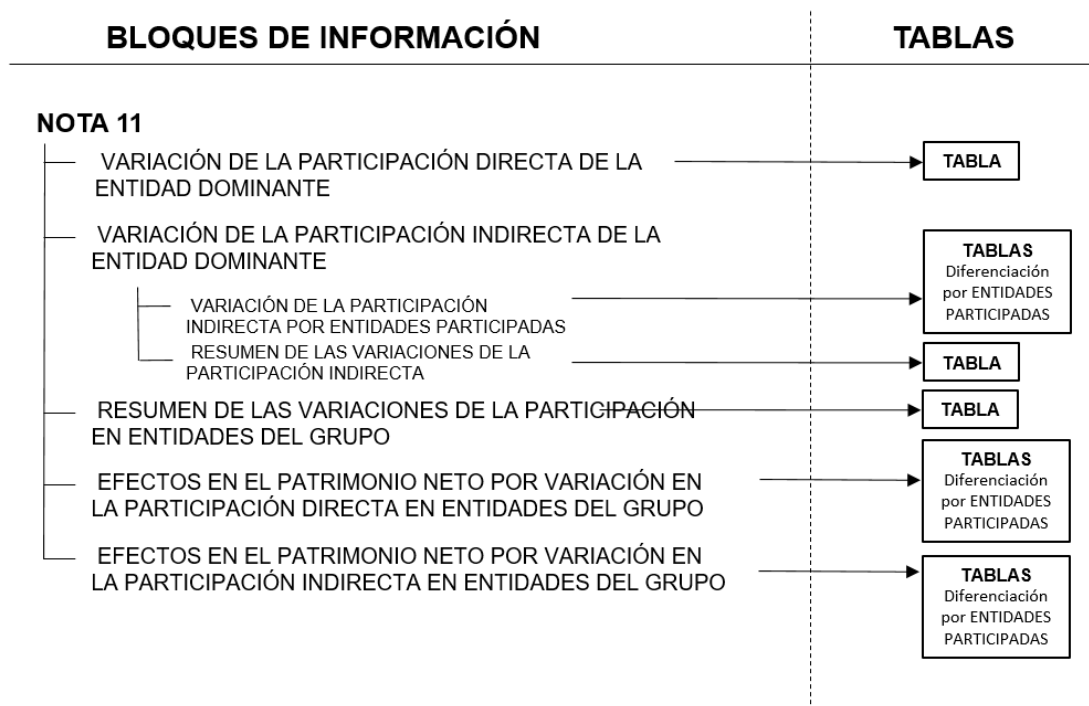 BLOQUES DE INFORMACIÓN
TABLAS
NOTA 11
VARIACIÓN DE LA PARTICIPACIÓN DIRECTA DE LA
ENTIDAD DOMINANTE
TABLA
VARIACIÓN DE LA PARTICIPACIÓN INDIRECTA DE LA
ENTIDAD DOMINANTE
VARIACIÓN DE LA PARTICIPACIÓN
INDIRECTA POR ENTIDADES PARTICIPADAS
TABLAS
Diferenciación
por ENTIDADES
PARTICIPADAS
RESUMEN DE LAS VARIACIONES DE LA
PARTICIPACIÓN INDIRECTA
TABLA
RESUMEN DE LAS VARIACIONES DE LA PARTICIPACIÓN
EN ENTIDADES DEL GRUPO
TABLA
EFECTOS EN EL PATRIMONIO NETO POR VARIACIÓN EN
LA PARTICIPACIÓN DIRECTA EN ENTIDADES DEL GRUPO
TABLAS
Diferenciación
por ENTIDADES
PARTICIPADAS
EFECTOS EN EL PATRIMONIO NETO POR VARIACIÓN EN
LA PARTICIPACIÓN INDIRECTA EN ENTIDADES DEL GRUPO
TABLAS
Diferenciación
por ENTIDADES
PARTICIPADAS